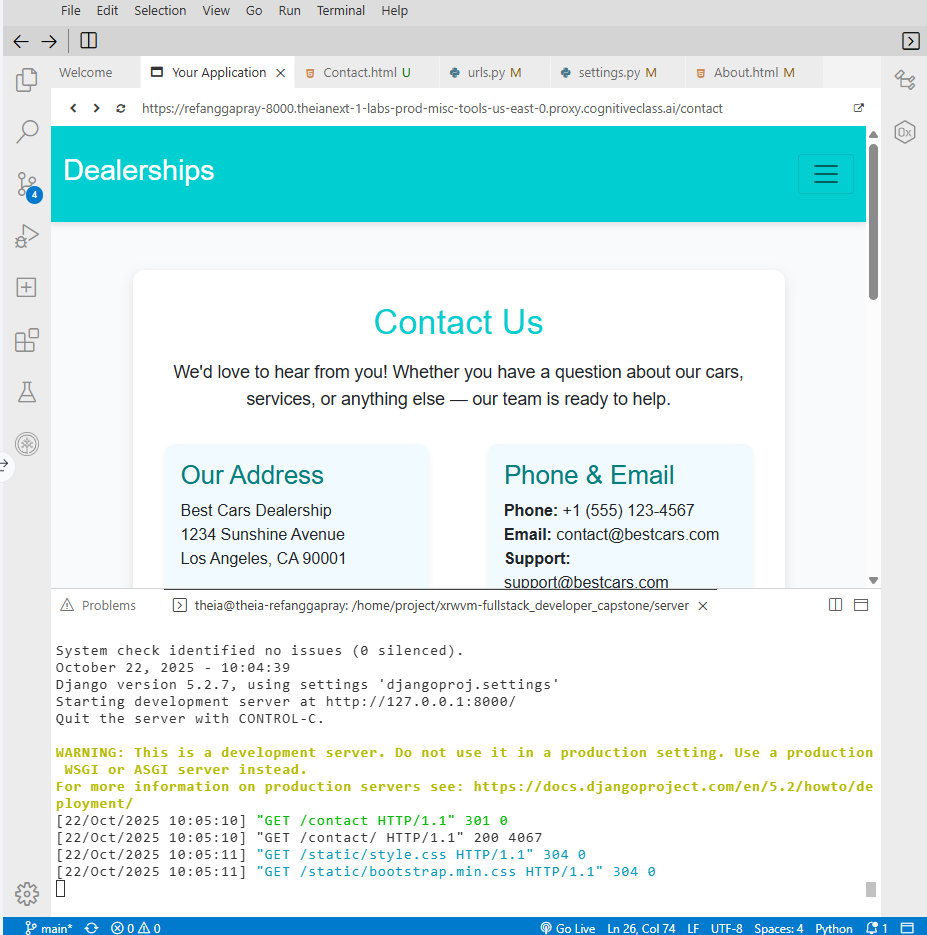 File Edit Selection View Go Run Terminal Help
Welcome Your Application Contact.html U urls.py M settings.py M About.html M
https://refanggapray-8000.theianext-1-labs-prod-misc-tools-us-east-0.proxy.cognitiveclass.ai/contact
Dealerships
Contact Us
We'd love to hear from you! Whether you have a question about our cars,
services, or anything else — our team is ready to help.
Our Address
Best Cars Dealership
1234 Sunshine Avenue
Los Angeles, CA 90001
Phone & Email
Phone: +1 (555) 123-4567
Email: contact@bestcars.com
Support:
support@bestcars.com
4
0x
Problems theia@theia-refanggapray: /home/project/xrwvm-fullstack_developer_capstone/server
System check identified no issues (0 silenced).
October 22, 2025 - 10:04:39
Django version 5.2.7, using settings 'djangoproj.settings'
Starting development server at http://127.0.0.1:8000/
Quit the server with CONTROL-C.
WARNING: This is a development server. Do not use it in a production setting. Use a production
WSGI or ASGI server instead.
For more information on production servers see: https://docs.djangoproject.com/en/5.2/howto/de
ployment/
[22/Oct/2025 10:05:10] "GET /contact HTTP/1.1" 301 0
[22/Oct/2025 10:05:10] "GET /contact/ HTTP/1.1" 200 4067
[22/Oct/2025 10:05:11] "GET /static/style.css HTTP/1.1" 304 0
[22/Oct/2025 10:05:11] "GET /static/bootstrap.min.css HTTP/1.1" 304 0
main* 0 0 Go Live Ln 26, Col 74 LF UTF-8 Spaces: 4 Python 1